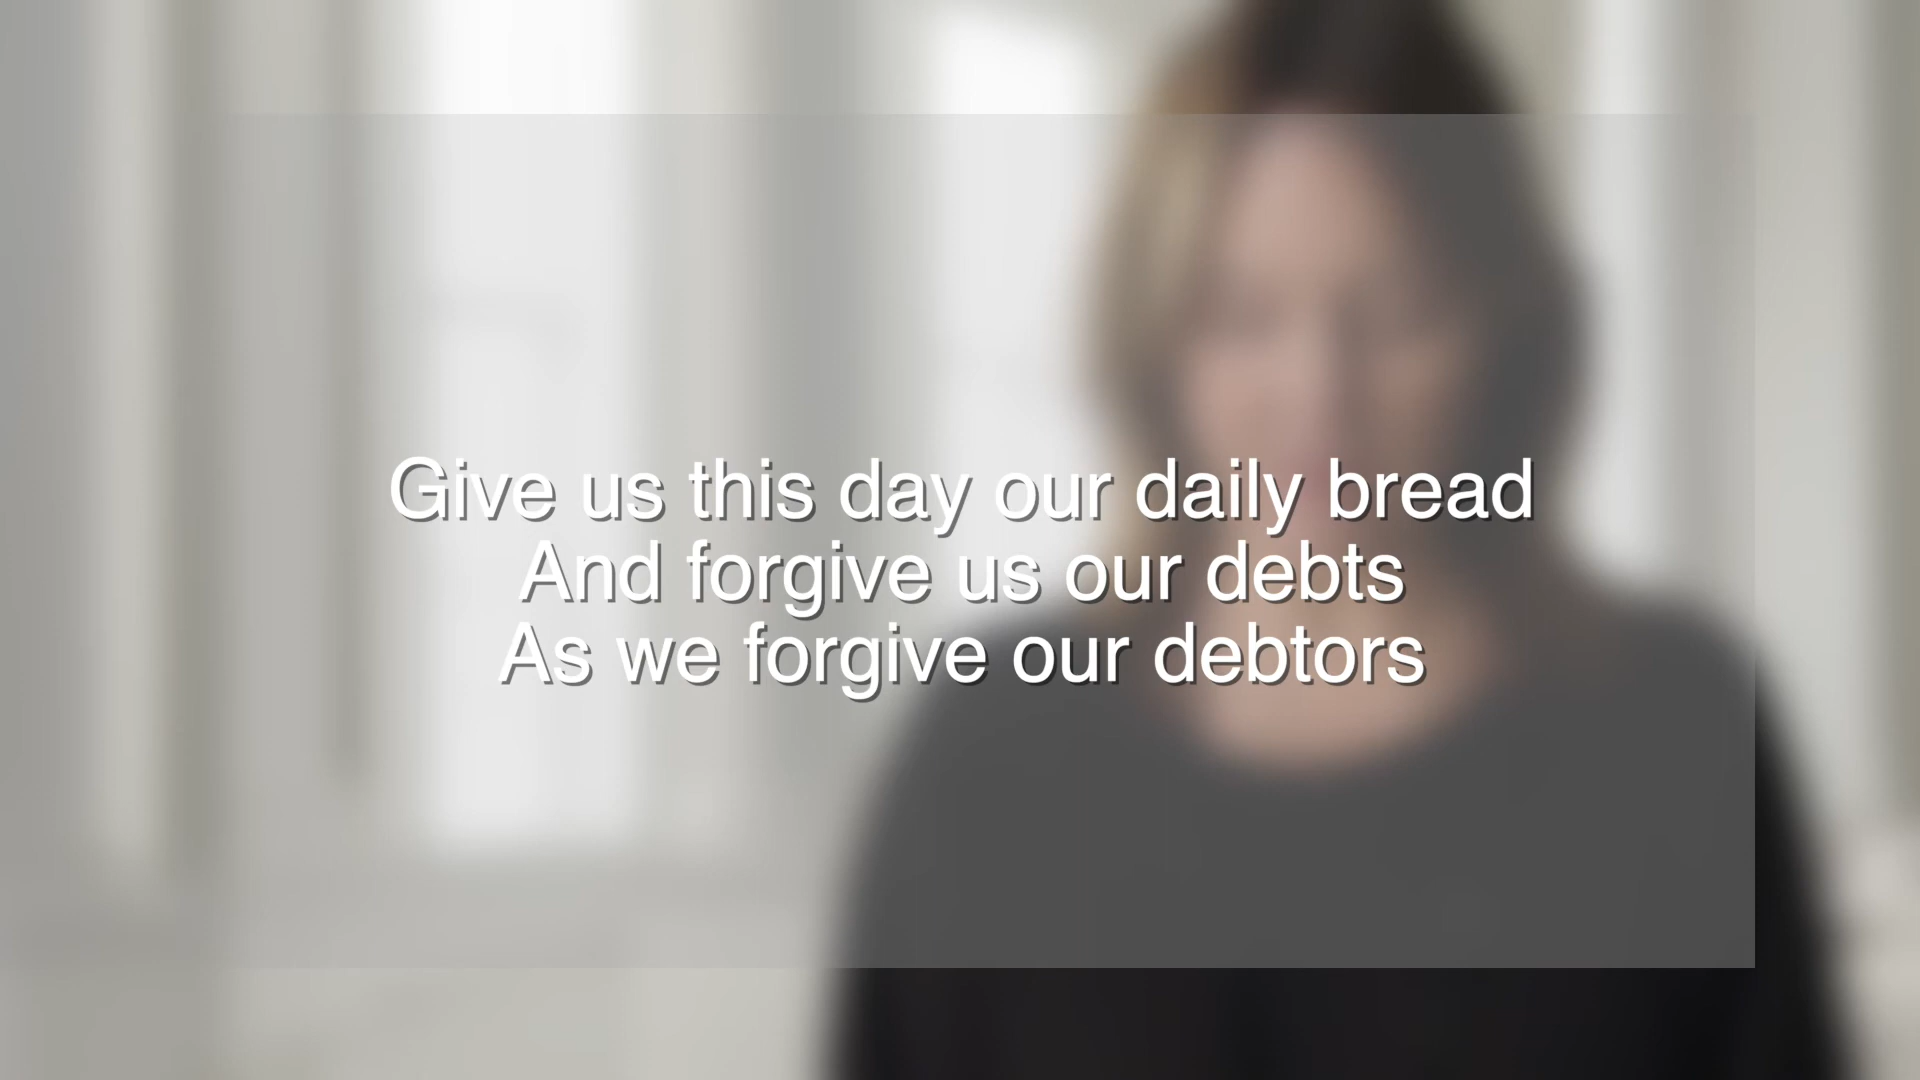 Give us this day our daily bread
And forgive us our debts
As we forgive our debtors